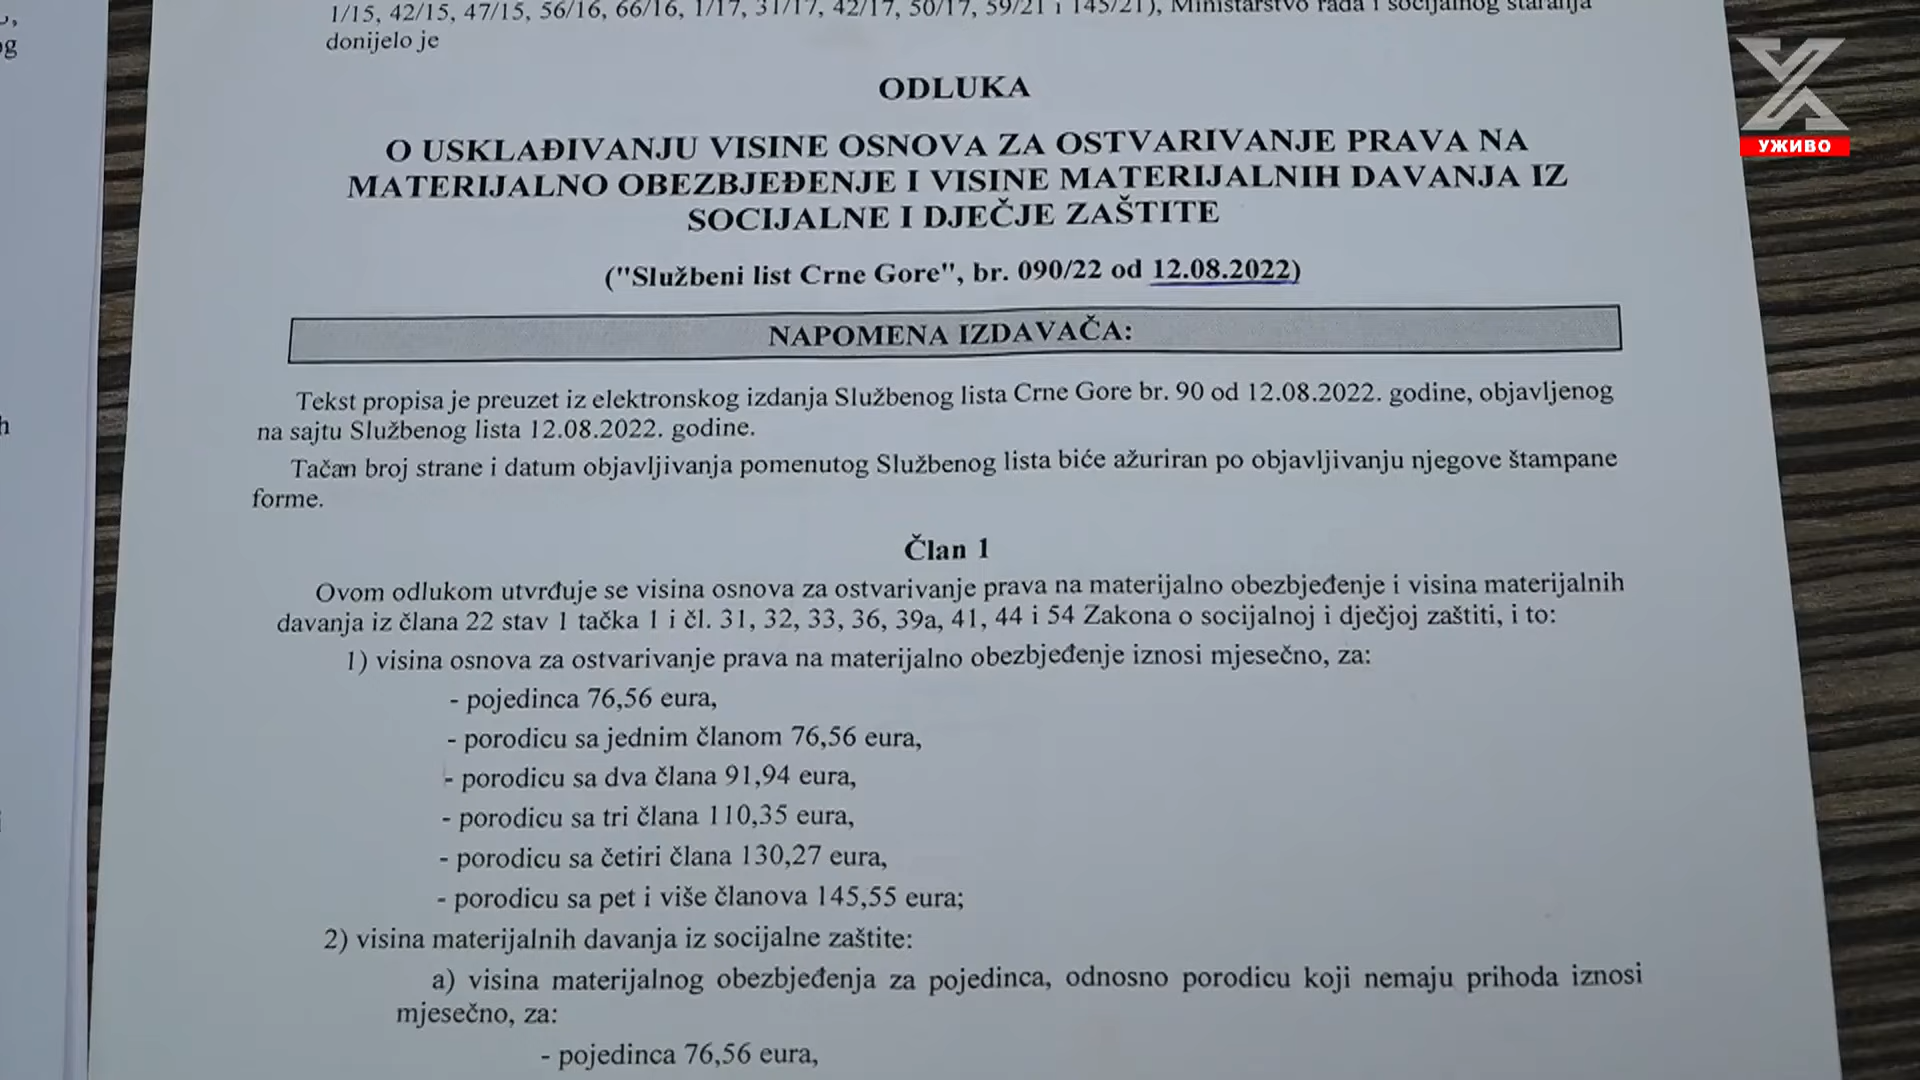 1/15, 42/15, 47/15, 56/16, 66/16, 1/17, 31/17, 42/17, 50/17, 59/21 i 145/21), Ministarstvo rada i socijalnog staranja
donijelo je
ODLUKA
O USKLAĐIVANJU VISINE OSNOVA ZA OSTVARIVANJE PRAVA NA
MATERIJALNO OBEZBJEĐENJE I VISINE MATERIJALNIH DAVANJA IZ
SOCIJALNE I DJEČJE ZAŠTITE
("Službeni list Crne Gore", br. 090/22 od 12.08.2022)
NAPOMENA IZDAVAČA:
Tekst propisa je preuzet iz elektronskog izdanja Službenog lista Crne Gore br. 90 od 12.08.2022. godine, objavljenog
na sajtu Službenog lista 12.08.2022. godine.
Tačan broj strane i datum objavljivanja pomenutog Službenog lista biće ažuriran po objavljivanju njegove štampane
forme.
Član 1
Ovom odlukom utvrđuje se visina osnova za ostvarivanje prava na materijalno obezbjeđenje i visina materijalnih
davanja iz člana 22 stav 1 tačka 1 i čl. 31, 32, 33, 36, 39a, 41, 44 i 54 Zakona o socijalnoj i dječjoj zaštiti, i to:
1) visina osnova za ostvarivanje prava na materijalno obezbjeđenje iznosi mjesečno, za:
- pojedinca 76,56 eura,
- porodicu sa jednim članom 76,56 eura,
- porodicu sa dva člana 91,94 eura,
- porodicu sa tri člana 110,35 eura,
- porodicu sa četiri člana 130,27 eura,
- porodicu sa pet i više članova 145,55 eura;
2) visina materijalnih davanja iz socijalne zaštite:
a) visina materijalnog obezbjeđenja za pojedinca, odnosno porodicu koji nemaju prihoda iznosi
mjesečno, za:
- pojedinca 76,56 eura,
УЖИВО